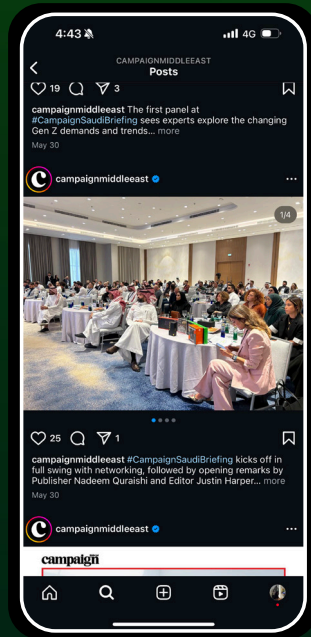 4:43
4G
CAMPAIGNMIDDLEEAST
Posts
19 3
campaignmiddleeast The first panel at
#CampaignSaudiBriefing sees experts explore the changing
Gen Z demands and trends... more
May 30
campaignmiddleeast
1/4
25 1
campaignmiddleeast #CampaignSaudiBriefing kicks off in
full swing with networking, followed by opening remarks by
Publisher Nadeem Quraishi and Editor Justin Harper... more
May 30
campaignmiddleeast
campaign